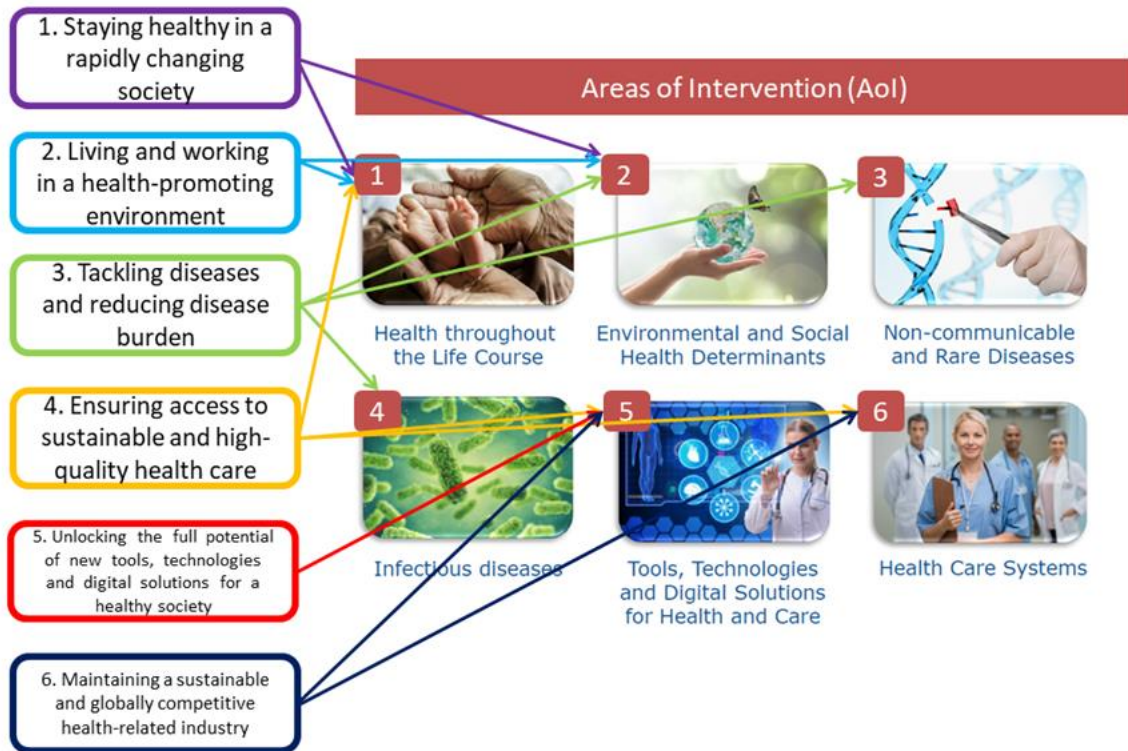 1. Staying healthy in a
rapidly changing
society
Areas of Intervention (AoI)
2. Living and working
in a health-promoting
environment
3. Tackling diseases
and reducing disease
burden
4. Ensuring access to
sustainable and high-
quality health care
5. Unlocking the full potential
of new tools, technologies
and digital solutions for a
healthy society
6. Maintaining a sustainable
and globally competitive
health-related industry
1
Health throughout
the Life Course
2
Environmental and Social
Health Determinants
3
Non-communicable
and Rare Diseases
4
Infectious diseases
5
Tools, Technologies
and Digital Solutions
for Health and Care
6
Health Care Systems